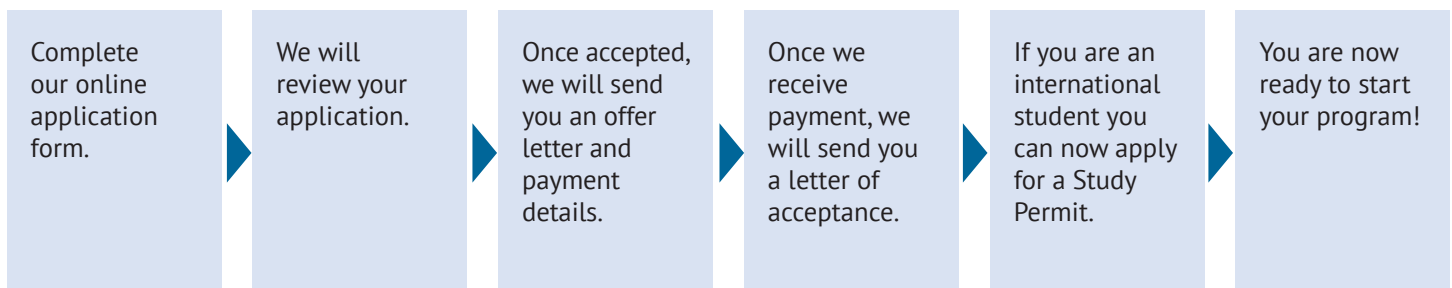 Complete
our online
application
form.
We will
review your
application.
Once accepted,
we will send
you an offer
letter and
payment
details.
Once we
receive
payment, we
will send you
a letter of
acceptance.
If you are an
international
student you
can now apply
for a Study
Permit.
You are now
ready to start
your program!